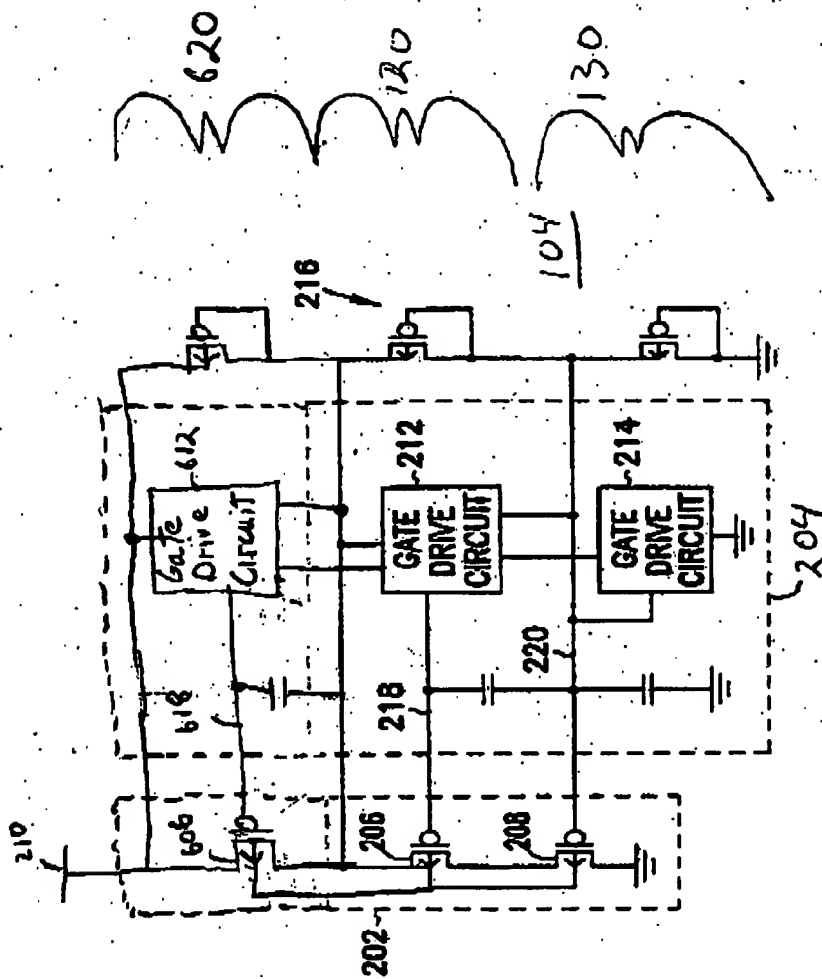 210
202
606
206
208
618
218
220
612
Gate
Drive
Circuit
212
GATE
DRIVE
CIRCUIT
214
GATE
DRIVE
CIRCUIT
204
216
104
620
120
130